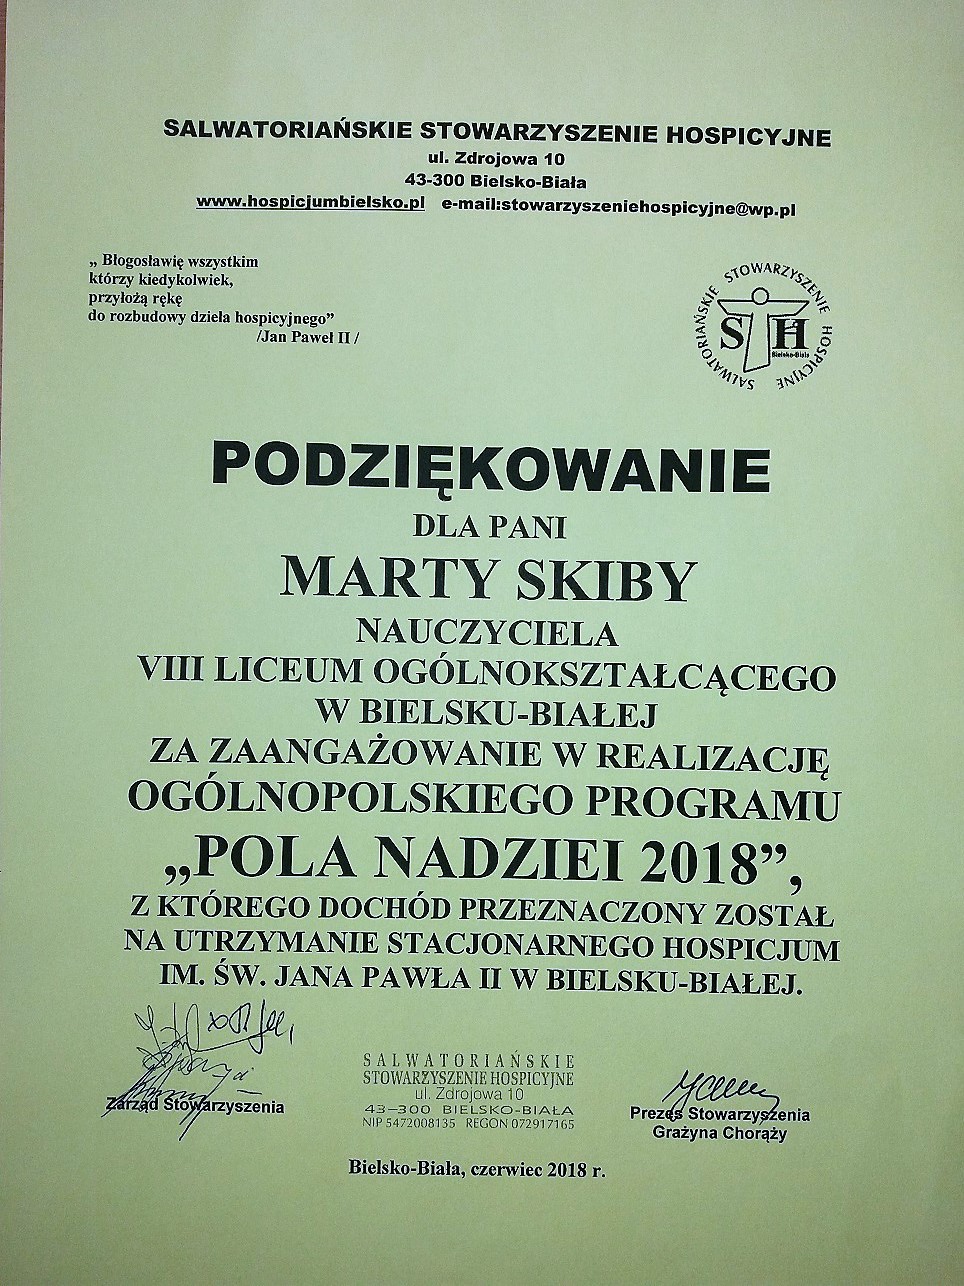 SALWATORIAŃSKIE STOWARZYSZENIE HOSPICYJNE
ul. Zdrojowa 10
43-300 Bielsko-Biała
www.hospicjumbielsko.pl e-mail:stowarzyszeniehospicyjne@wp.pl
„ Błogosławię wszystkim
którzy kiedykolwiek,
przyłożą rękę
do rozbudowy dzieła hospicyjnego”
/Jan Paweł II /
SALWATORIAŃSKIE STOWARZYSZENIE HOSPICYJNE
S H
Bielsko-Biała
PODZIĘKOWANIE
DLA PANI
MARTY SKIBY
NAUCZYCIELA
VIII LICEUM OGÓLNOKSZTAŁCĄCEGO
W BIELSKU-BIAŁEJ
ZA ZAANGAŻOWANIE W REALIZACJĘ
OGÓLNOPOLSKIEGO PROGRAMU
„POLA NADZIEI 2018”,
Z KTÓREGO DOCHÓD PRZEZNACZONY ZOSTAŁ
NA UTRZYMANIE STACJONARNEGO HOSPICJUM
IM. ŚW. JANA PAWŁA II W BIELSKU-BIAŁEJ.
Zarząd Stowarzyszenia
SALWATORIAŃSKIE
STOWARZYSZENIE HOSPICYJNE
ul. Zdrojowa 10
43-300 BIELSKO-BIAŁA
NIP 5472008135 REGON 072917165
Prezes Stowarzyszenia
Grażyna Chorąży
Bielsko-Biała, czerwiec 2018 r.